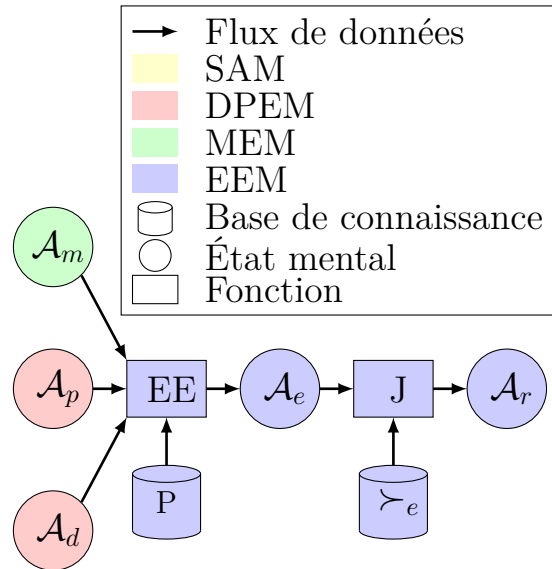 Flux de données
SAM
DPEM
MEM
EEM
Base de connaissance
État mental
Fonction
𝒜m
𝒜p
EE
𝒜e
J
𝒜r
P
≻e
𝒜d